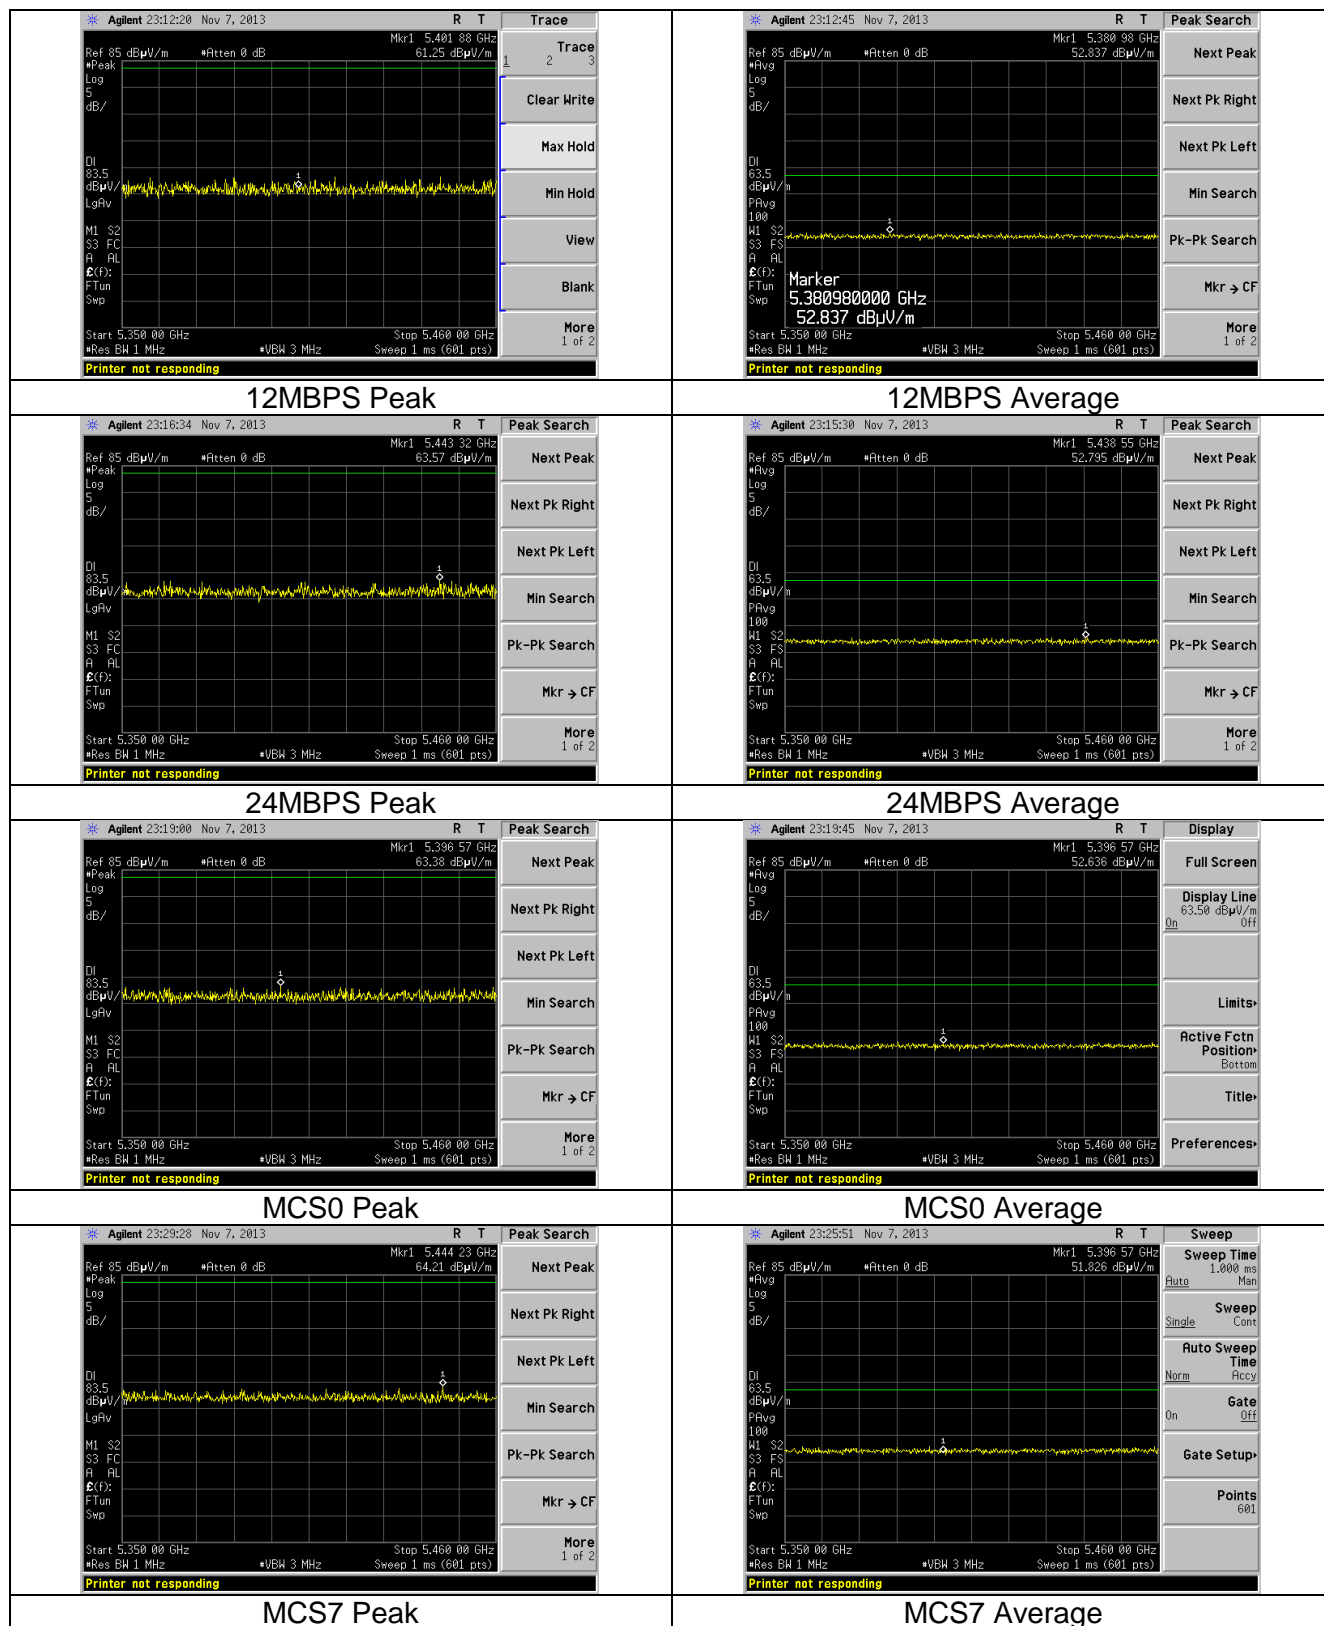 Agilent 23:12:20 Nov 7, 2013 R T Trace
Mkr1 5.401 88 GHz
Ref 85 dBµV/m #Atten 0 dB 61.25 dBµV/m
#Peak
Log
5
dB/
DI
83.5
dBµV/
LgAv
M1 S2
S3 FC
A AL
£(f):
FTun
Swp
1
Start 5.350 00 GHz Stop 5.460 00 GHz
#Res BW 1 MHz #VBW 3 MHz Sweep 1 ms (601 pts)
Printer not responding
Trace
1 2 3
Clear Write
Max Hold
Min Hold
View
Blank
More
1 of 2
Agilent 23:12:45 Nov 7, 2013 R T Peak Search
Mkr1 5.380 98 GHz
Ref 85 dBµV/m #Atten 0 dB 52.837 dBµV/m
#Avg
Log
5
dB/
DI
63.5
dBµV/m
PAvg
100
W1 S2
S3 FS
A AL
£(f):
FTun
Swp
1
Marker
5.380980000 GHz
52.837 dBµV/m
Start 5.350 00 GHz Stop 5.460 00 GHz
#Res BW 1 MHz #VBW 3 MHz Sweep 1 ms (601 pts)
Printer not responding
Next Peak
Next Pk Right
Next Pk Left
Min Search
Pk-Pk Search
Mkr → CF
More
1 of 2
12MBPS Peak
12MBPS Average
Agilent 23:16:34 Nov 7, 2013 R T Peak Search
Mkr1 5.443 32 GHz
Ref 85 dBµV/m #Atten 0 dB 63.57 dBµV/m
#Peak
Log
5
dB/
DI
83.5
dBµV/
LgAv
M1 S2
S3 FC
A AL
£(f):
FTun
Swp
1
Start 5.350 00 GHz Stop 5.460 00 GHz
#Res BW 1 MHz #VBW 3 MHz Sweep 1 ms (601 pts)
Printer not responding
Next Peak
Next Pk Right
Next Pk Left
Min Search
Pk-Pk Search
Mkr → CF
More
1 of 2
Agilent 23:15:30 Nov 7, 2013 R T Peak Search
Mkr1 5.438 55 GHz
Ref 85 dBµV/m #Atten 0 dB 52.795 dBµV/m
#Avg
Log
5
dB/
DI
63.5
dBµV/m
PAvg
100
W1 S2
S3 FS
A AL
£(f):
FTun
Swp
1
Start 5.350 00 GHz Stop 5.460 00 GHz
#Res BW 1 MHz #VBW 3 MHz Sweep 1 ms (601 pts)
Printer not responding
Next Peak
Next Pk Right
Next Pk Left
Min Search
Pk-Pk Search
Mkr → CF
More
1 of 2
24MBPS Peak
24MBPS Average
Agilent 23:19:00 Nov 7, 2013 R T Peak Search
Mkr1 5.396 57 GHz
Ref 85 dBµV/m #Atten 0 dB 63.38 dBµV/m
#Peak
Log
5
dB/
DI
83.5
dBµV/
LgAv
M1 S2
S3 FC
A AL
£(f):
FTun
Swp
1
Start 5.350 00 GHz Stop 5.460 00 GHz
#Res BW 1 MHz #VBW 3 MHz Sweep 1 ms (601 pts)
Printer not responding
Next Peak
Next Pk Right
Next Pk Left
Min Search
Pk-Pk Search
Mkr → CF
More
1 of 2
Agilent 23:19:45 Nov 7, 2013 R T Display
Mkr1 5.396 57 GHz
Ref 85 dBµV/m #Atten 0 dB 52.636 dBµV/m
#Avg
Log
5
dB/
DI
63.5
dBµV/m
PAvg
100
W1 S2
S3 FS
A AL
£(f):
FTun
Swp
1
Start 5.350 00 GHz Stop 5.460 00 GHz
#Res BW 1 MHz #VBW 3 MHz Sweep 1 ms (601 pts)
Printer not responding
Full Screen
Display Line
63.50 dBµV/m
On Off
Limits
Active Fctn
Position
Bottom
Title
Preferences
MCS0 Peak
MCS0 Average
Agilent 23:29:28 Nov 7, 2013 R T Peak Search
Mkr1 5.444 23 GHz
Ref 85 dBµV/m #Atten 0 dB 64.21 dBµV/m
#Peak
Log
5
dB/
DI
83.5
dBµV/
LgAv
M1 S2
S3 FC
A AL
£(f):
FTun
Swp
1
Start 5.350 00 GHz Stop 5.460 00 GHz
#Res BW 1 MHz #VBW 3 MHz Sweep 1 ms (601 pts)
Printer not responding
Next Peak
Next Pk Right
Next Pk Left
Min Search
Pk-Pk Search
Mkr → CF
More
1 of 2
Agilent 23:25:51 Nov 7, 2013 R T Sweep
Mkr1 5.396 57 GHz
Ref 85 dBµV/m #Atten 0 dB 51.826 dBµV/m
#Avg
Log
5
dB/
DI
63.5
dBµV/m
PAvg
100
W1 S2
S3 FS
A AL
£(f):
FTun
Swp
1
Start 5.350 00 GHz Stop 5.460 00 GHz
#Res BW 1 MHz #VBW 3 MHz Sweep 1 ms (601 pts)
Printer not responding
Sweep Time
1.000 ms
Auto Man
Sweep
Single Cont
Auto Sweep
Time
Norm Accy
Gate
On Off
Gate Setup
Points
601
MCS7 Peak
MCS7 Average